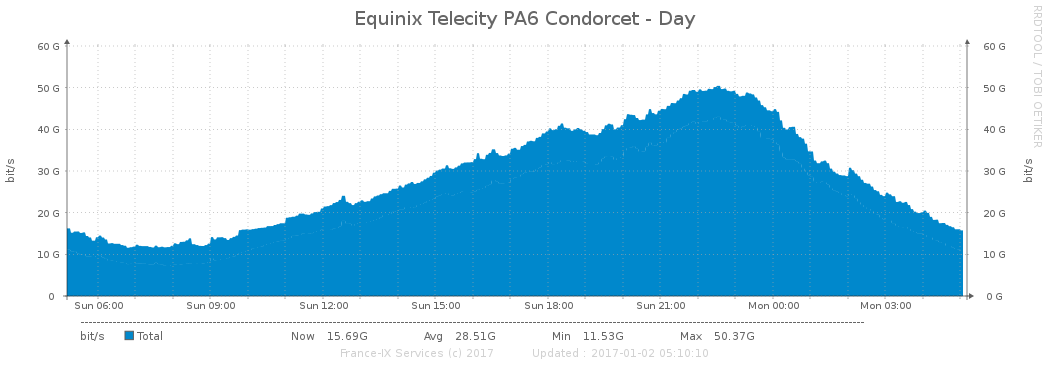 Equinix Telecity PA6 Condorcet - Day
RRDTOOL / TOBI OETIKER
60 G 60 G
50 G 50 G
40 G 40 G
30 G 30 G
20 G 20 G
10 G 10 G
0 0 G
bit/s bit/s
Sun 06:00 Sun 09:00 Sun 12:00 Sun 15:00 Sun 18:00 Sun 21:00 Mon 00:00 Mon 03:00
bit/s Total Now 15.69G Avg 28.51G Min 11.53G Max 50.37G
France-IX Services (c) 2017 Updated : 2017-01-02 05:10:10